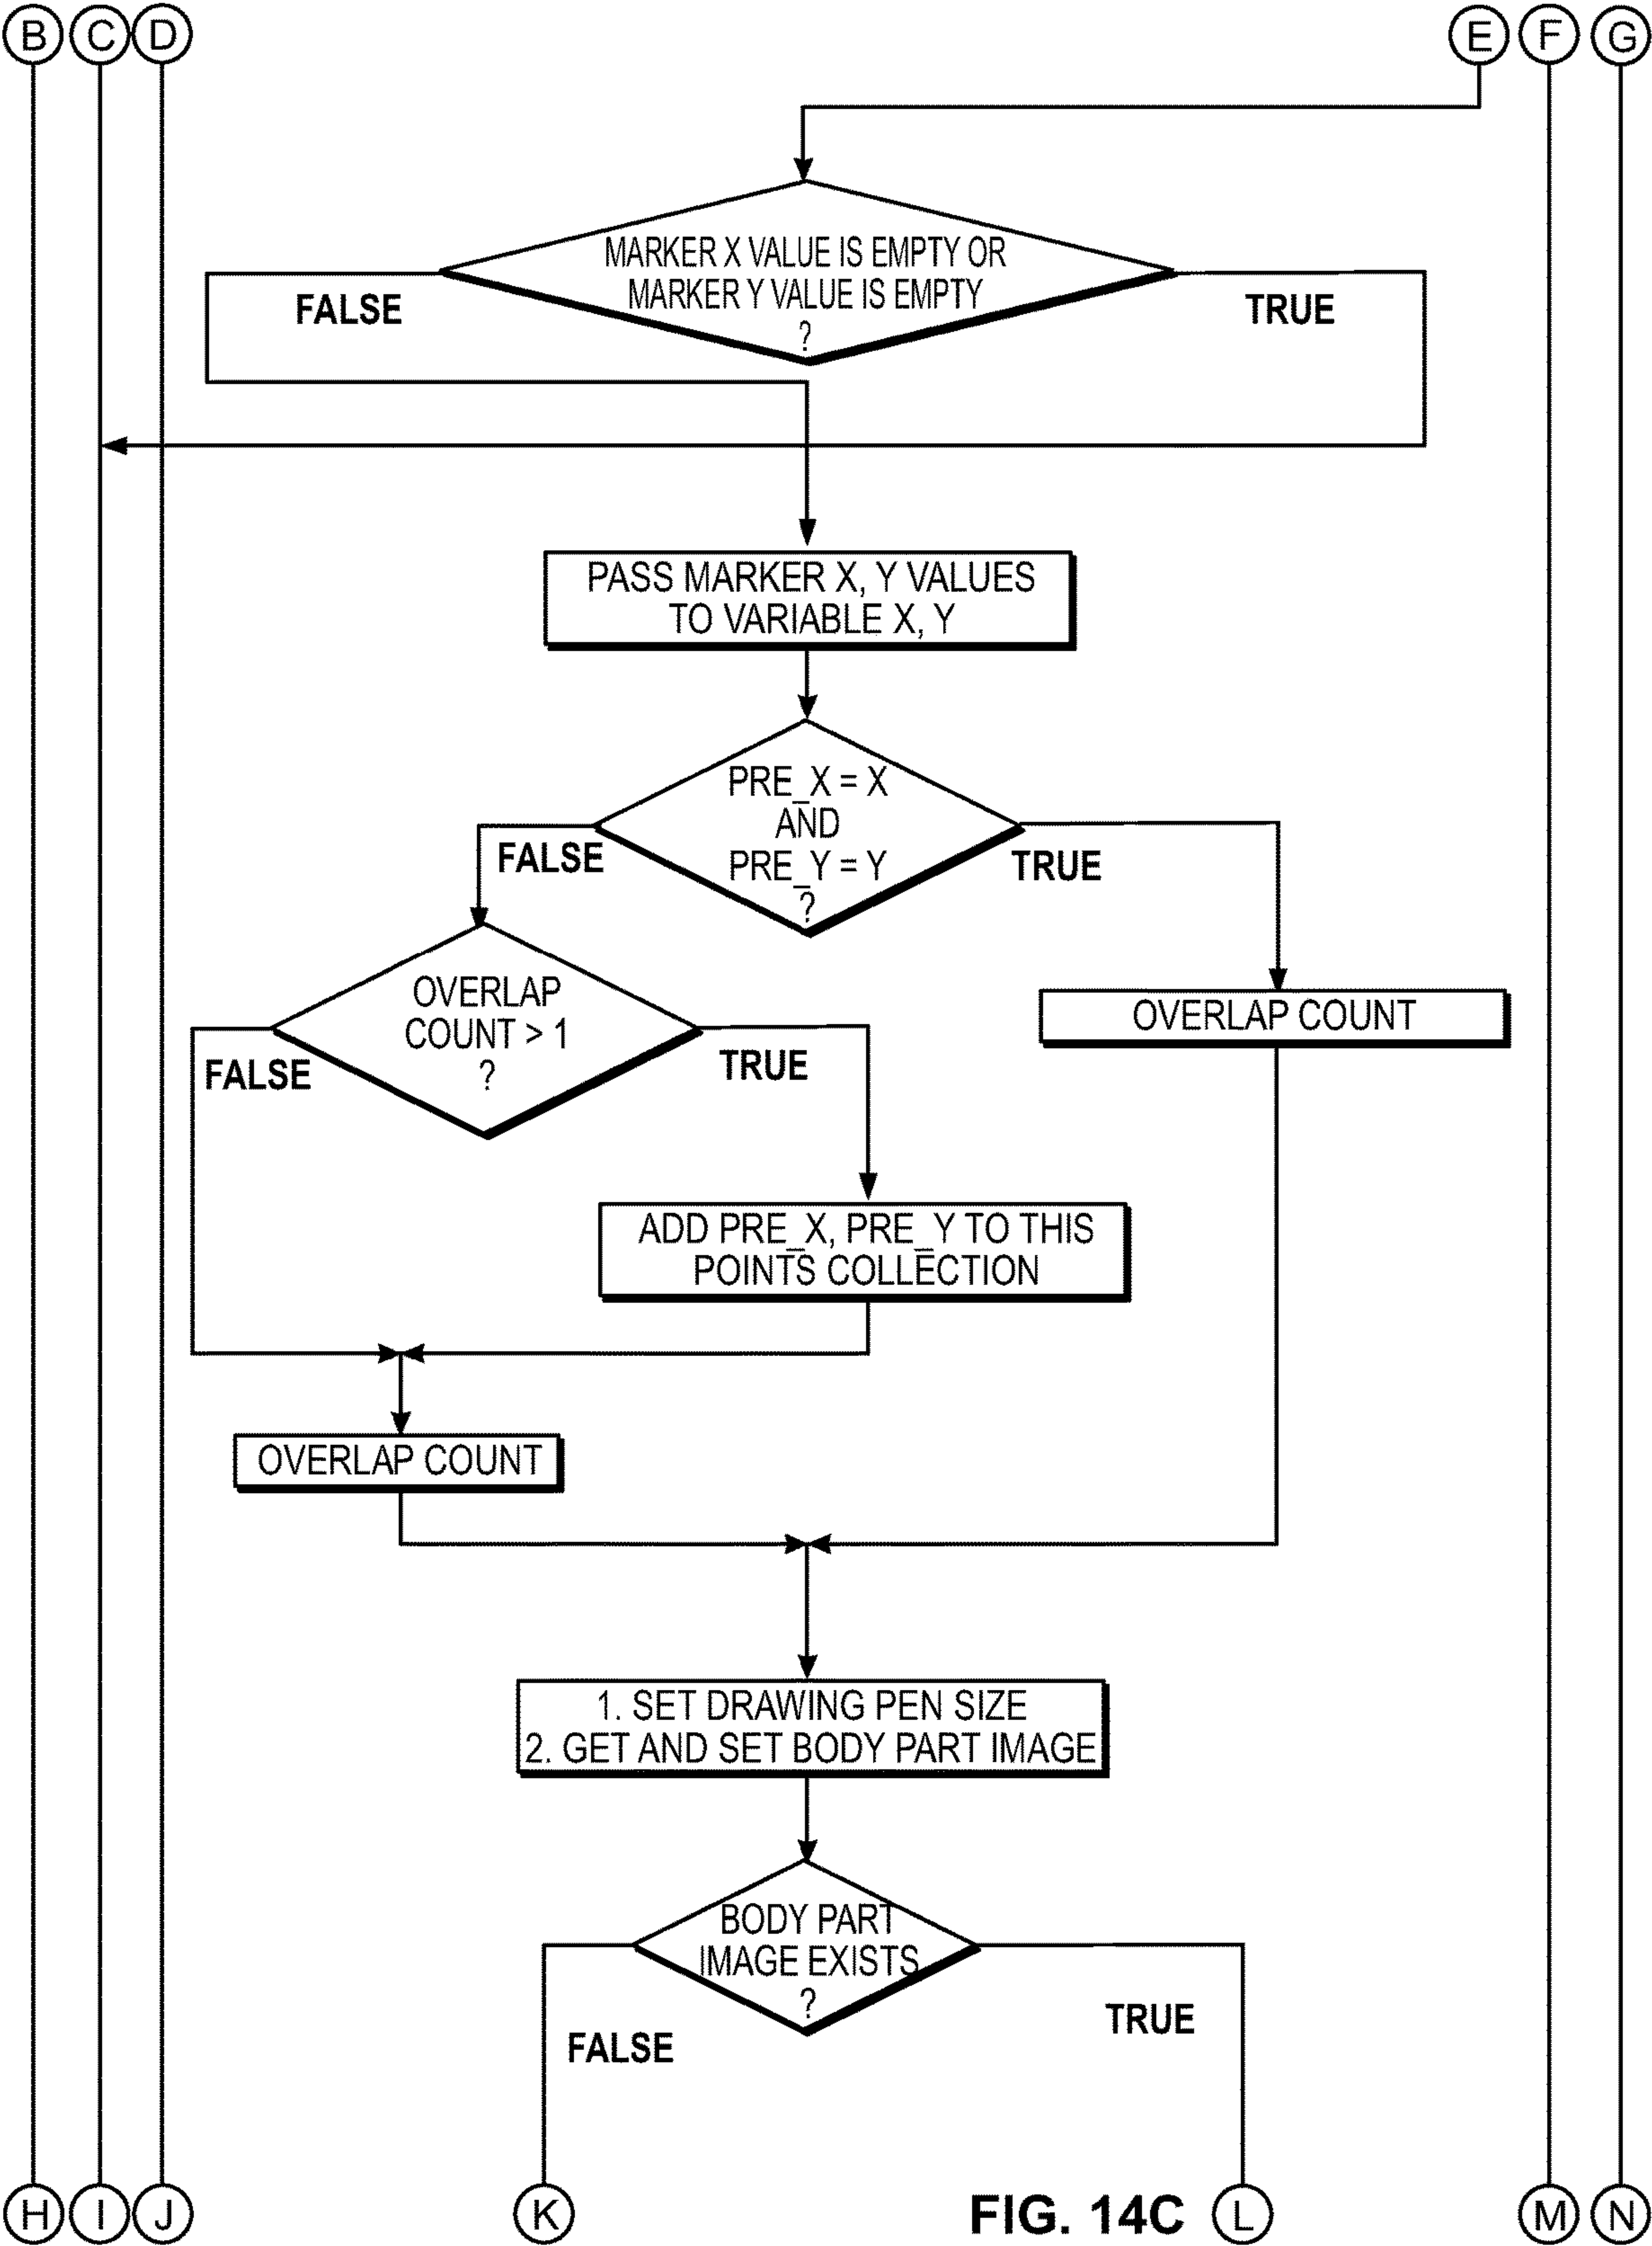 B C D E F G
MARKER X VALUE IS EMPTY OR
MARKER Y VALUE IS EMPTY
?
FALSE
TRUE
PASS MARKER X, Y VALUES
TO VARIABLE X, Y
PRE_X = X
AND
PRE_Y = Y
?
FALSE
TRUE
OVERLAP
COUNT > 1
?
FALSE
TRUE
OVERLAP COUNT
ADD PRE_X, PRE_Y TO THIS
POINTS COLLECTION
OVERLAP COUNT
1. SET DRAWING PEN SIZE
2. GET AND SET BODY PART IMAGE
BODY PART
IMAGE EXISTS
?
FALSE
TRUE
H I J K L M N
FIG. 14C